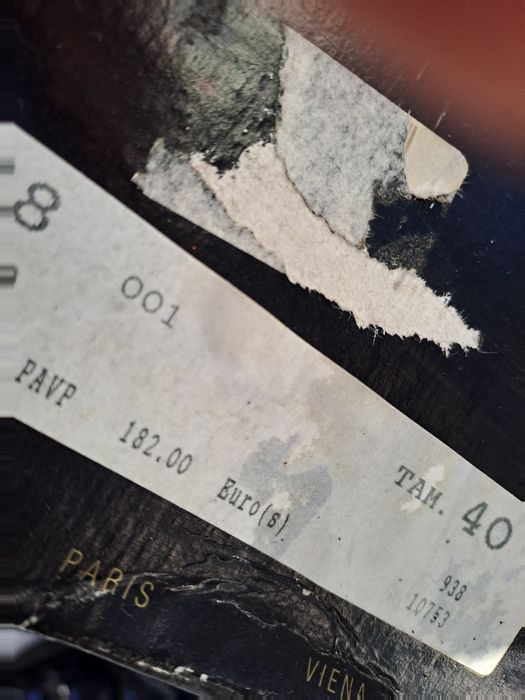 8
001
PAVP 182.00 Euro(s)
TAM. 40
938
10753
PARIS VIENA